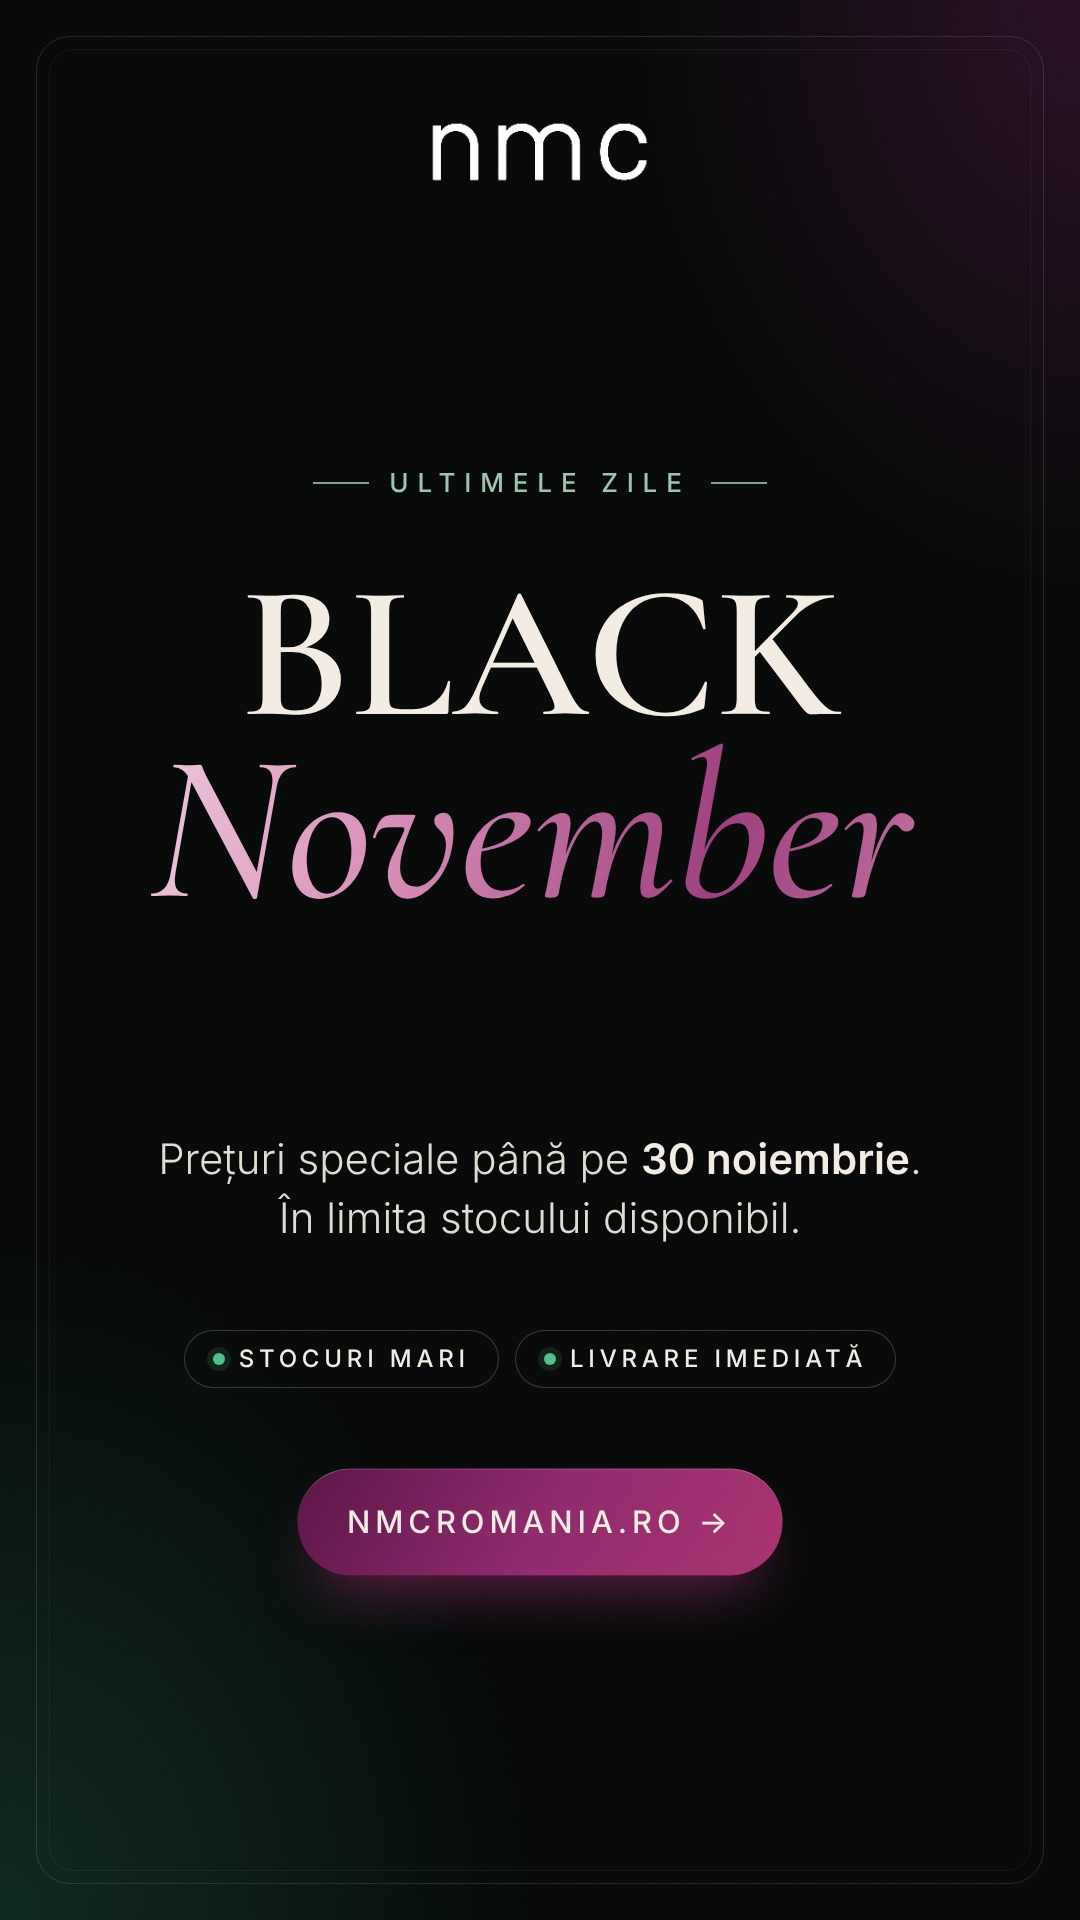 nmc
ULTIMELE ZILE
BLACK
November
Prețuri speciale până pe 30 noiembrie.
În limita stocului disponibil.
STOCURI MARI
LIVRARE IMEDIATĂ
NMCROMANIA.RO →